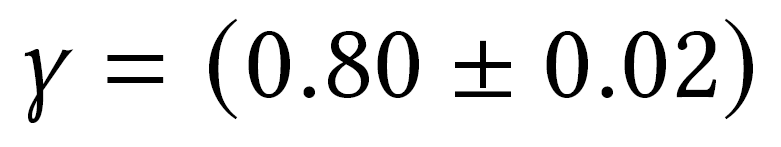 γ = (0.80 ± 0.02)